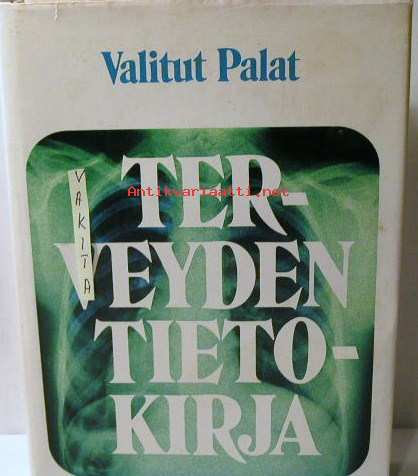 Valitut Palat
TER-
VEYDEN
TIETO-
KIRJA
VAKITA
Antikvariaatti.net